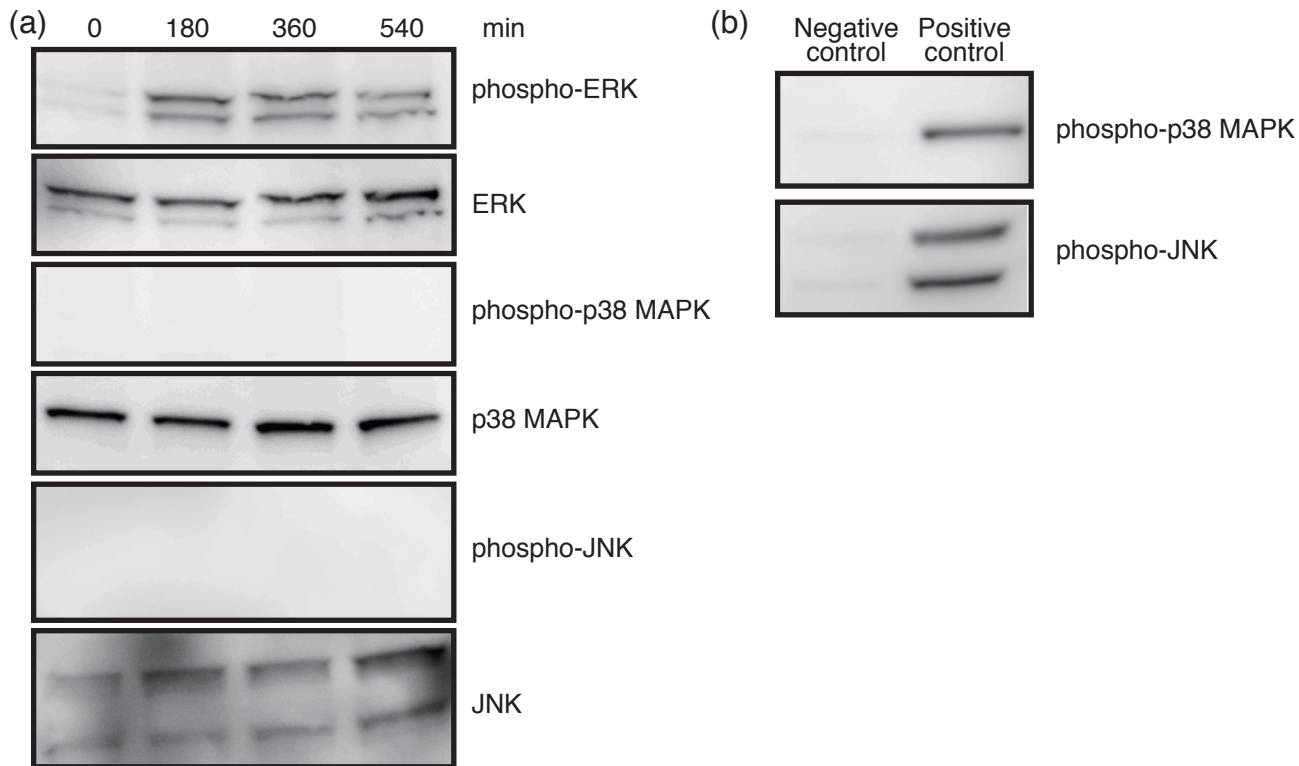 (a)
0 180 360 540 min
phospho-ERK
ERK
phospho-p38 MAPK
p38 MAPK
phospho-JNK
JNK
(b)
Negative control
Positive control
phospho-p38 MAPK
phospho-JNK